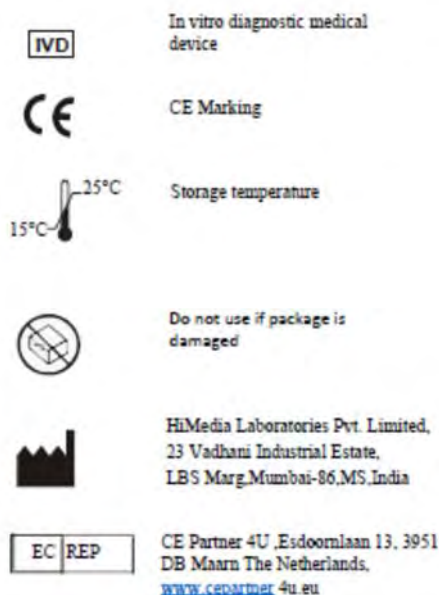 IVD
In vitro diagnostic medical
device
CE
CE Marking
25°C
15°C
Storage temperature
Do not use if package is
damaged
HiMedia Laboratories Pvt. Limited,
23 Vadhani Industrial Estate,
LBS Marg,Mumbai-86,MS,India
EC REP
CE Partner 4U ,Esdoornlaan 13, 3951
DB Maarn The Netherlands,
www.cepartner 4u.eu